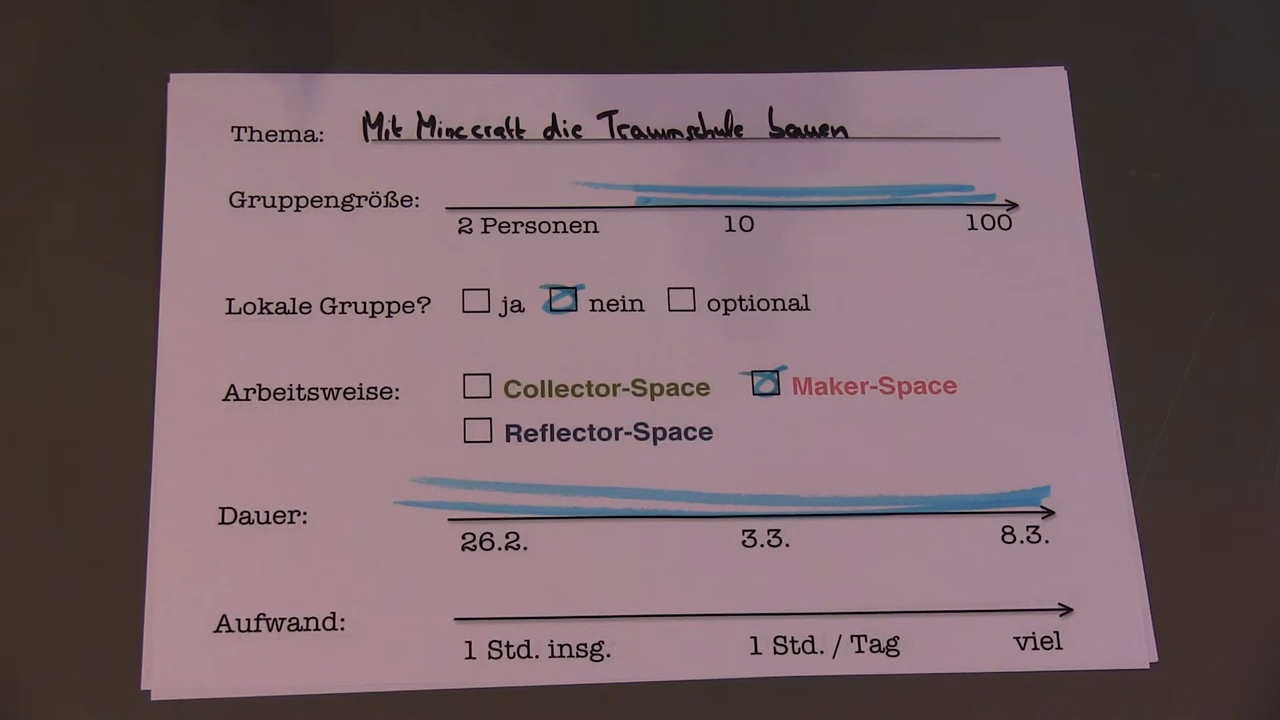 Thema: Mit Minecraft die Traumschule bauen
Gruppengröße:
2 Personen 10 100
Lokale Gruppe? ja nein optional
Arbeitsweise: Collector-Space Maker-Space
Reflector-Space
Dauer:
26.2. 3.3. 8.3.
Aufwand:
1 Std. insg. 1 Std. / Tag viel